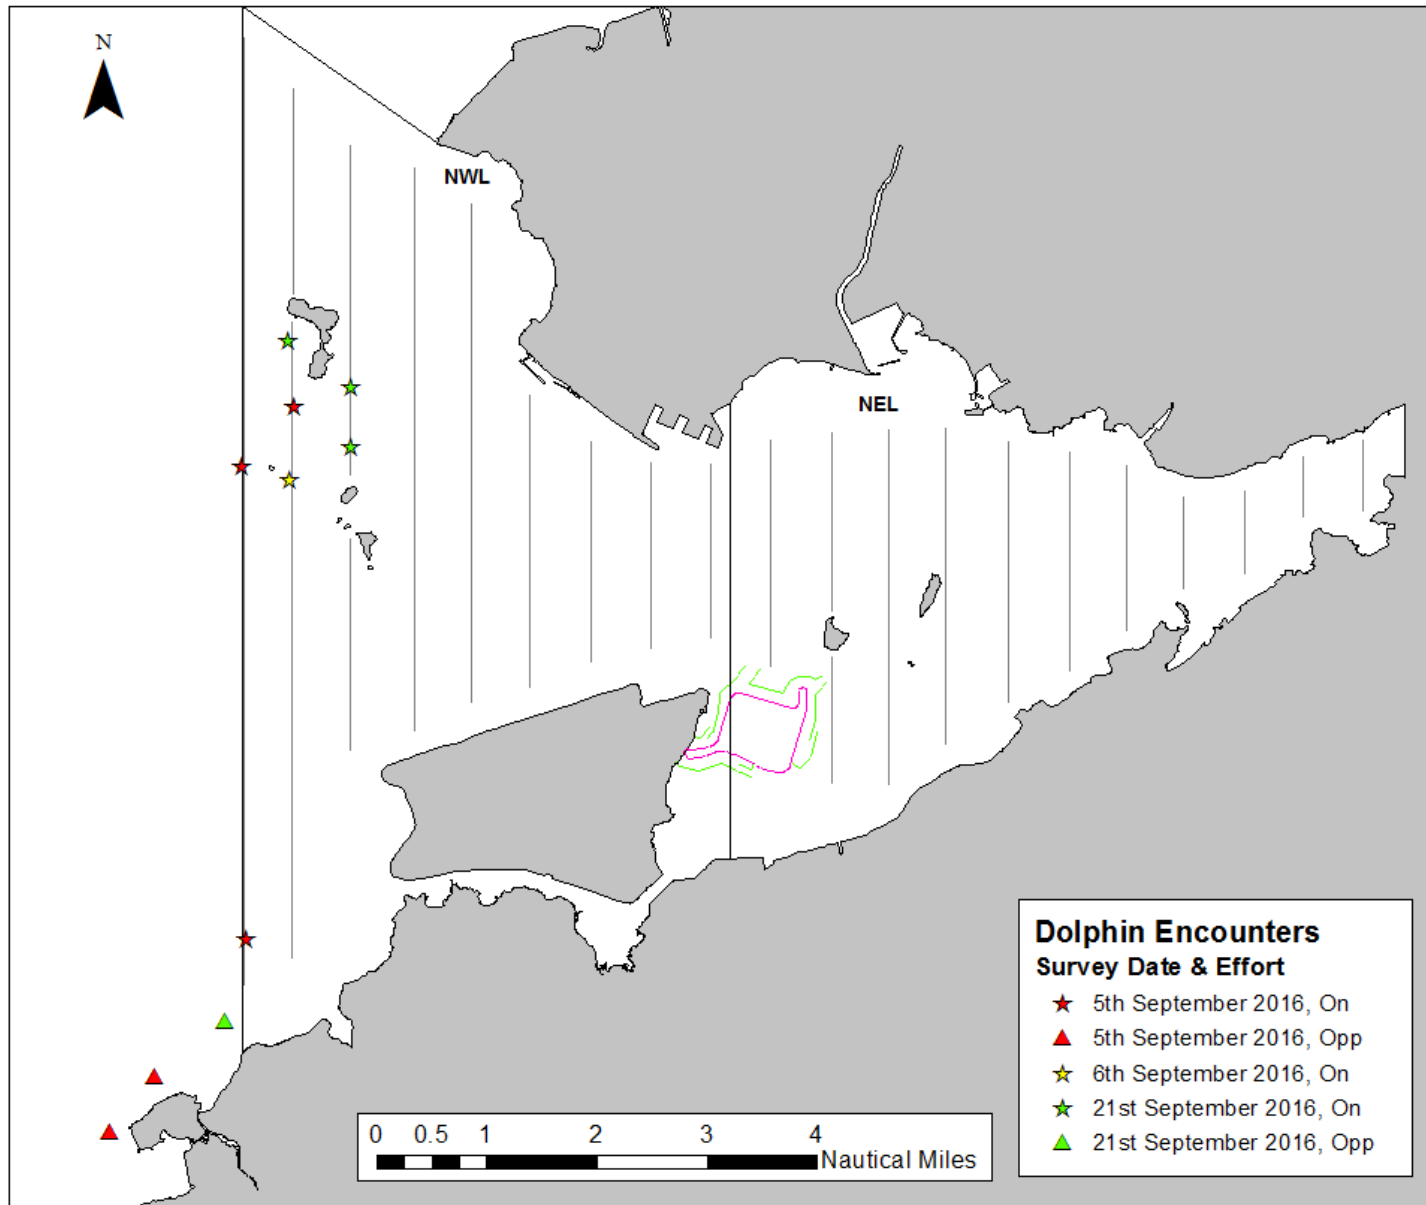 N
NWL
NEL
Dolphin Encounters
Survey Date & Effort
5th September 2016, On
5th September 2016, Opp
6th September 2016, On
21st September 2016, On
21st September 2016, Opp
0 0.5 1 2 3 4
Nautical Miles